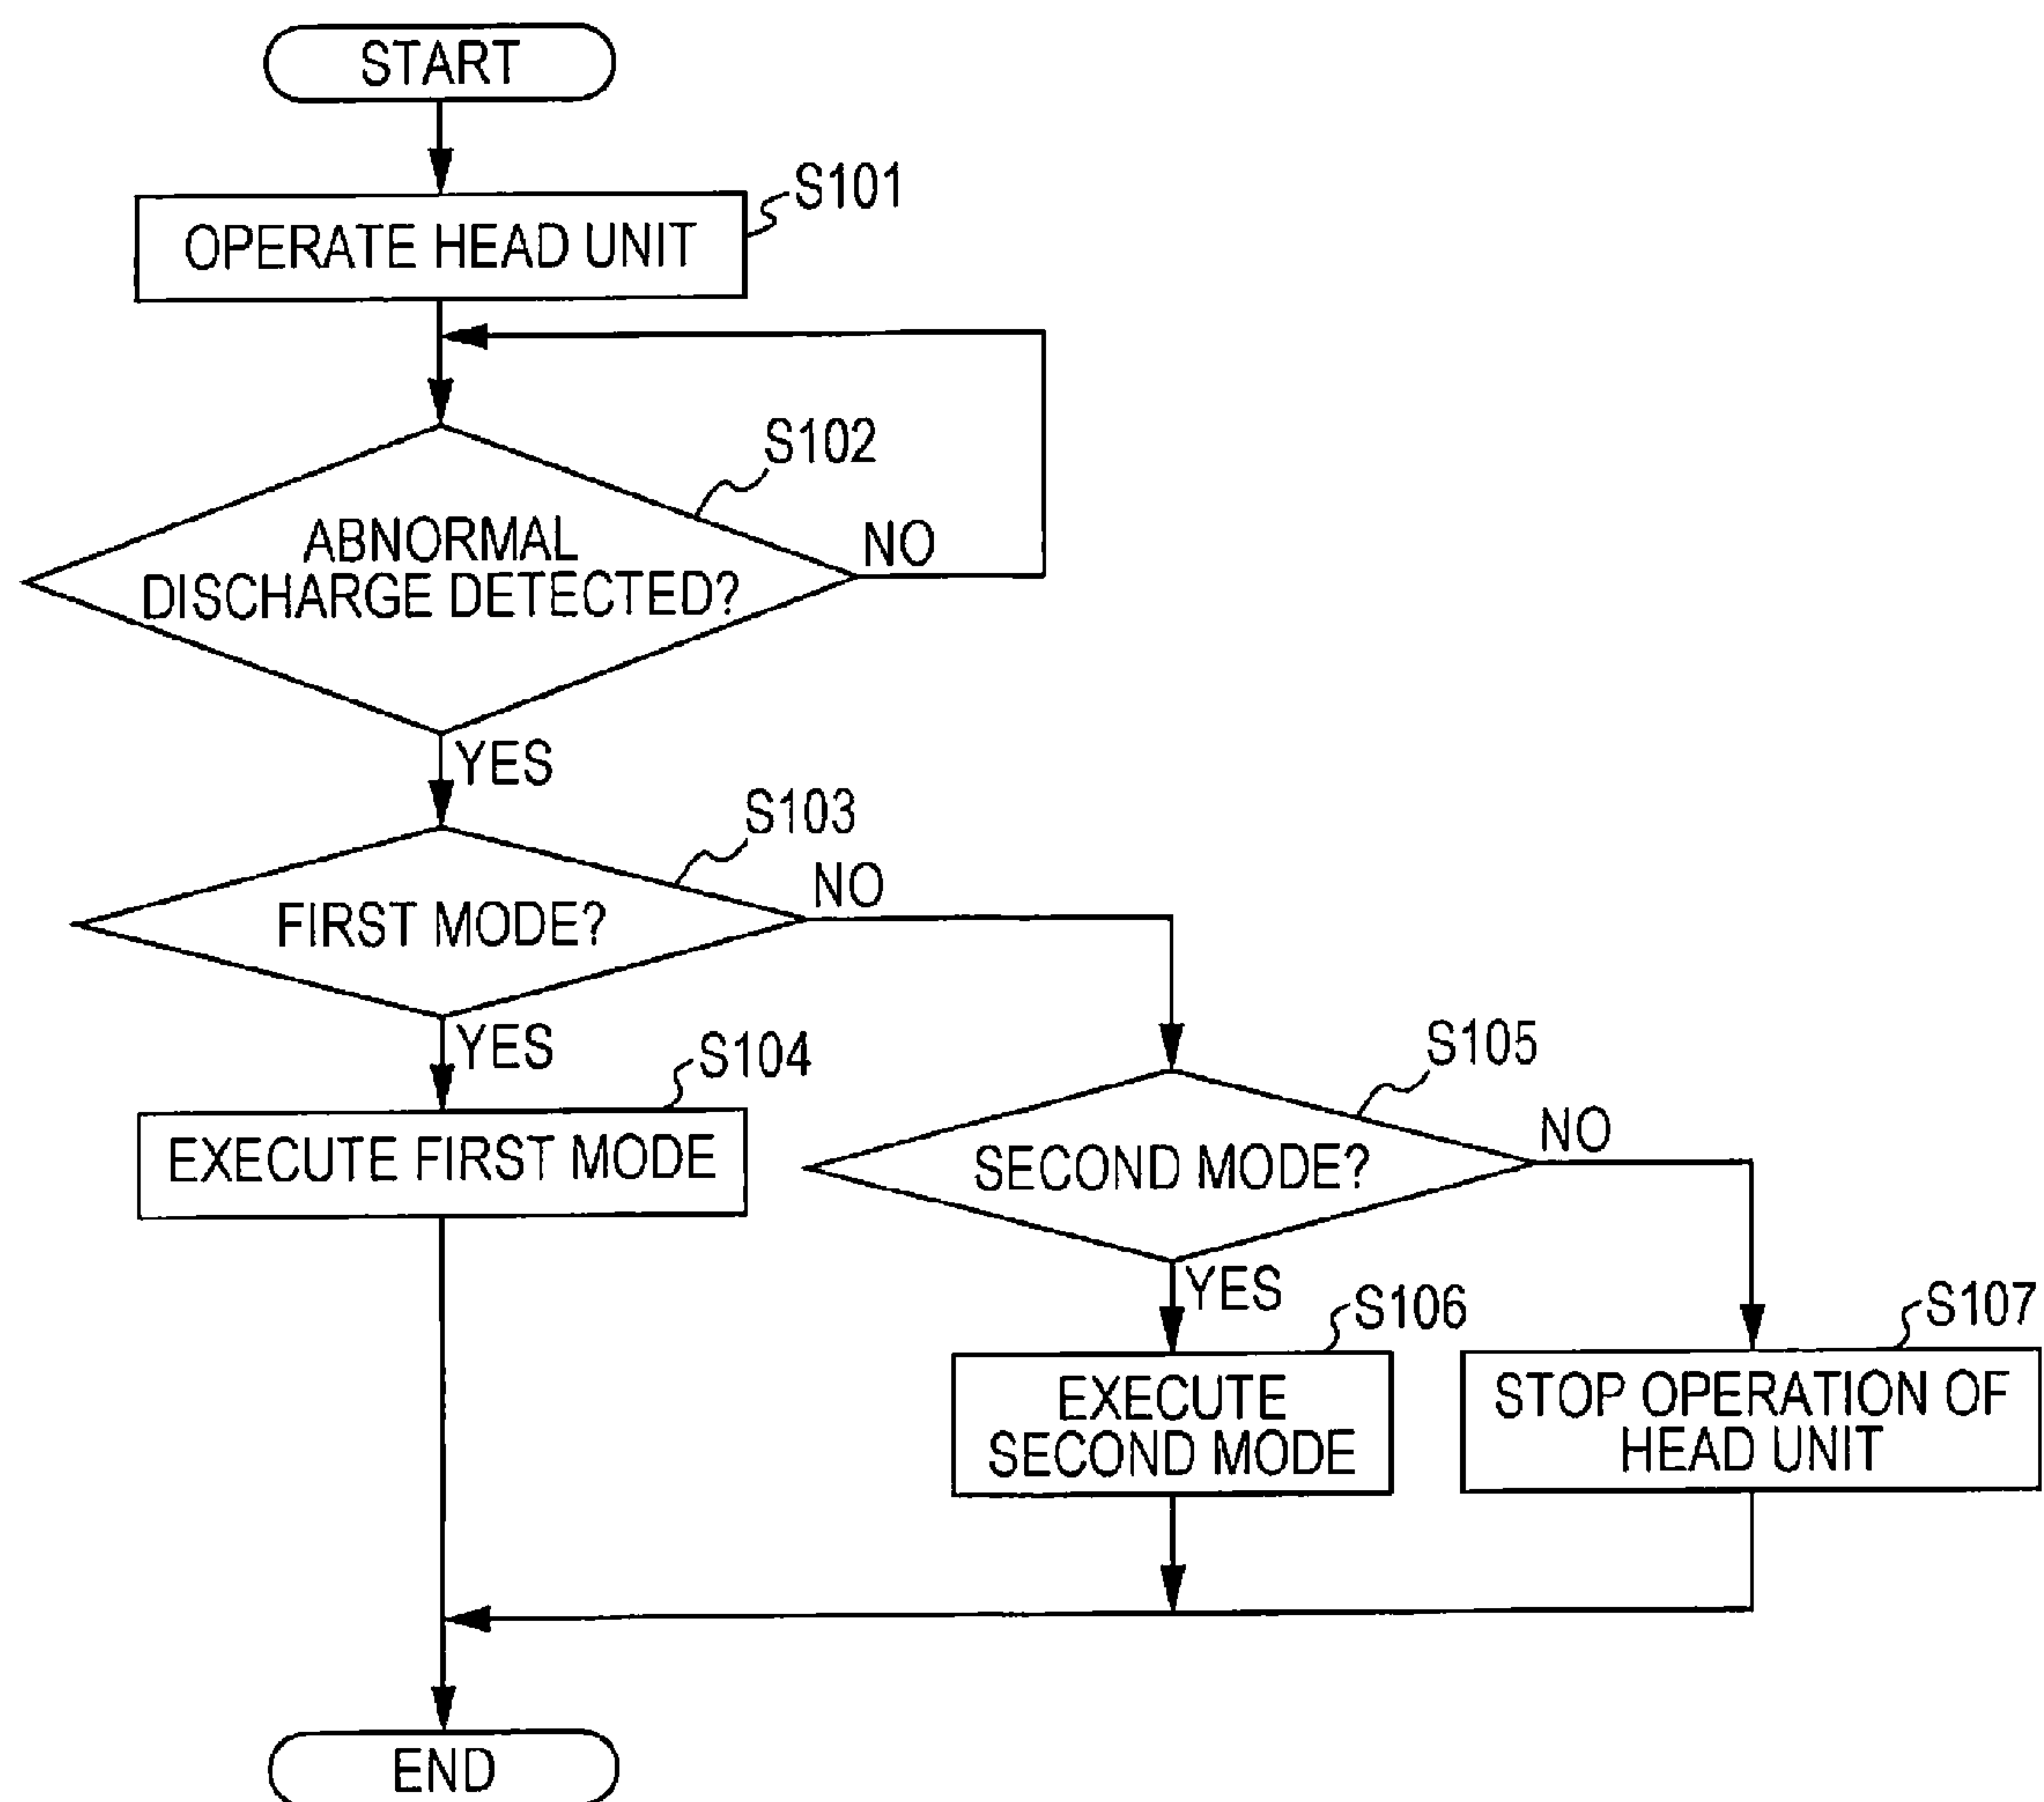 START
S101
OPERATE HEAD UNIT
S102
ABNORMAL
DISCHARGE DETECTED?
NO
YES
S103
FIRST MODE?
NO
YES
S104
EXECUTE FIRST MODE
S105
SECOND MODE?
NO
YES
S106
EXECUTE
SECOND MODE
S107
STOP OPERATION OF
HEAD UNIT
END